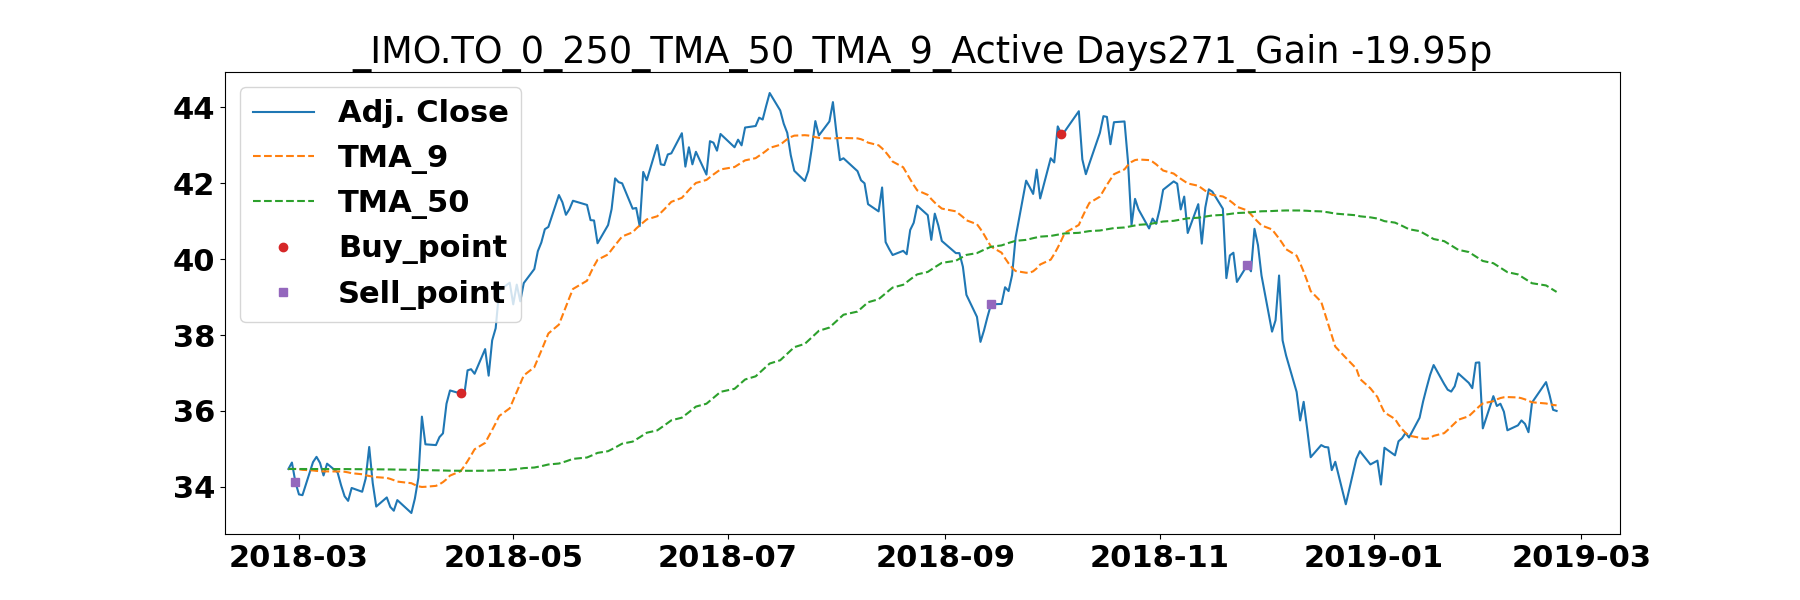 _IMO.TO_0_250_TMA_50_TMA_9_Active Days271_Gain -19.95p
44
42
40
38
36
34
Adj. Close
TMA_9
TMA_50
Buy_point
Sell_point
2018-03 2018-05 2018-07 2018-09 2018-11 2019-01 2019-03